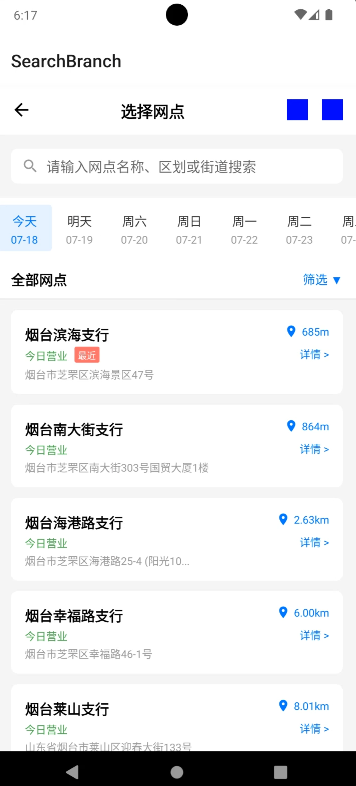 6:17
SearchBranch
选择网点
请输入网点名称、区划或街道搜索
今天 明天 周六 周日 周一 周二 周
07-18 07-19 07-20 07-21 07-22 07-23 07-
全部网点 筛选 ▼
烟台滨海支行 685m
今日营业 最近 详情 >
烟台市芝罘区滨海景区47号
烟台南大街支行 864m
今日营业 详情 >
烟台市芝罘区南大街303号国贸大厦1楼
烟台海港路支行 2.63km
今日营业 详情 >
烟台市芝罘区海港路25-4 (阳光10...
烟台幸福路支行 6.00km
今日营业 详情 >
烟台市芝罘区幸福路46-1号
烟台莱山支行 8.01km
今日营业 详情 >
山东省烟台市莱山区迎春大街133号